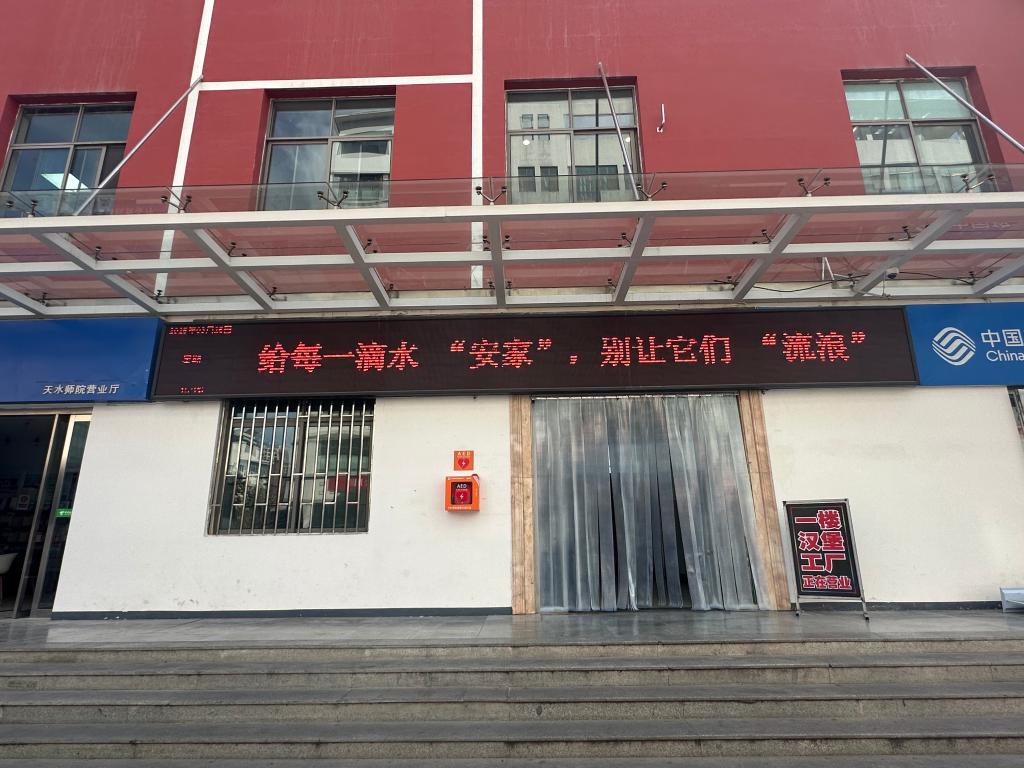 给每一滴水 “安家”，别让它们 “流浪”
天水师院营业厅
中国
China
AED
AED
一楼
汉堡
工厂
正在营业